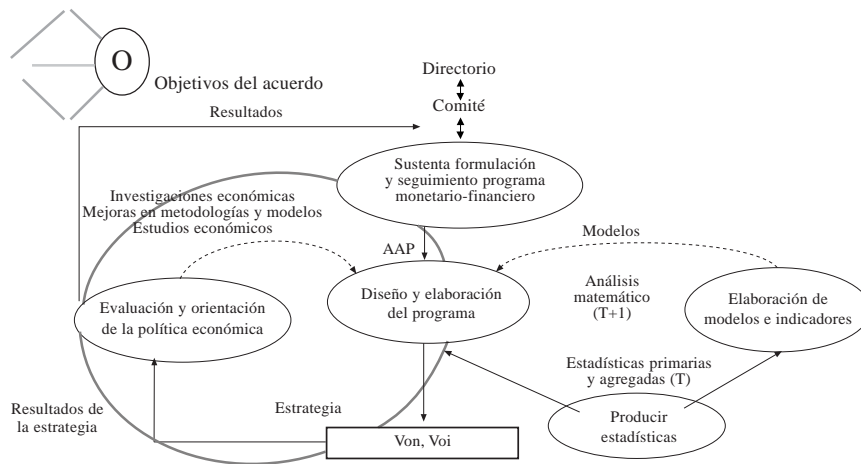 O
Objetivos del acuerdo
Directorio
Resultados
Comité
Sustenta formulación
y seguimiento programa
monetario-financiero
Investigaciones económicas
Mejoras en metodologías y modelos
Estudios económicos
AAP
Modelos
Evaluación y orientación
de la política económica
Diseño y elaboración
del programa
Análisis
matemático
(T+1)
Elaboración de
modelos e indicadores
Estadísticas primarias
y agregadas (T)
Resultados de
la estrategia
Estrategia
Von, Voi
Producir
estadísticas